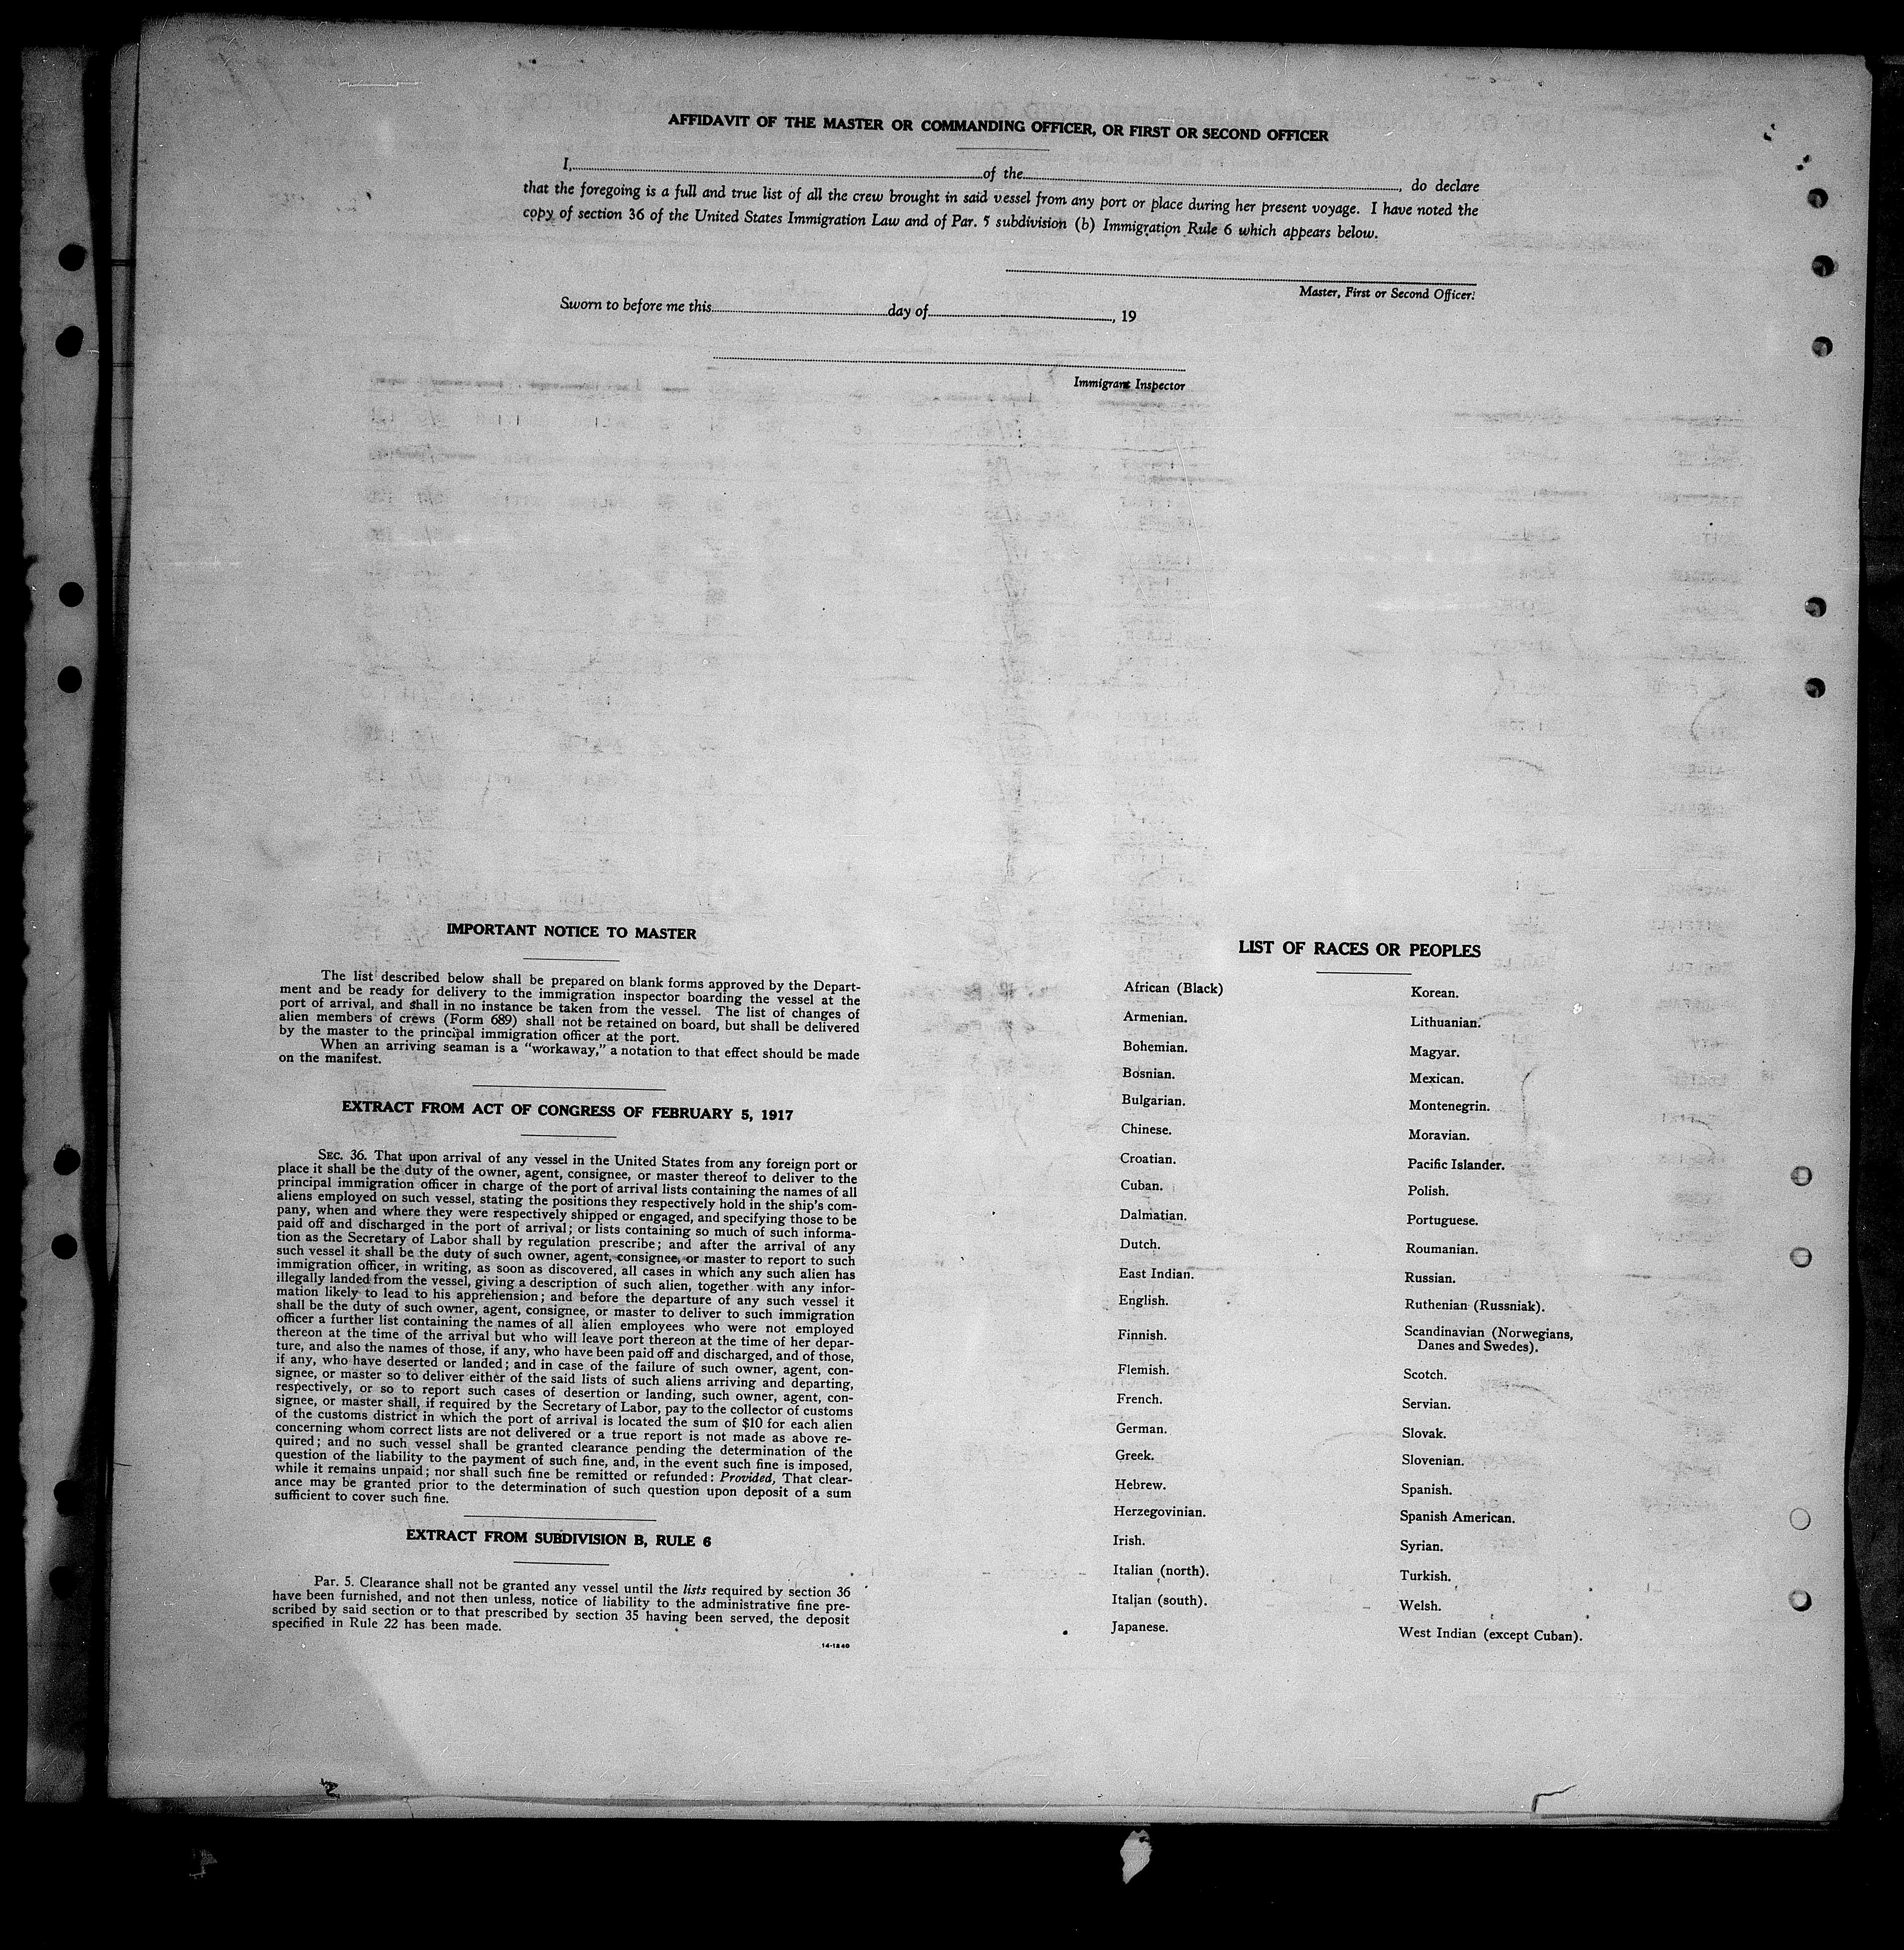 AFFIDAVIT OF THE MASTER OR COMMANDING OFFICER, OR FIRST OR SECOND OFFICER
I, of the , do declare
that the foregoing is a full and true list of all the crew brought in said vessel from any port or place during her present voyage. I have noted the
copy of section 36 of the United States Immigration Law and of Par. 5 subdivision (b) Immigration Rule 6 which appears below.
Master, First or Second Officer.
Sworn to before me this day of , 19
Immigrant Inspector
IMPORTANT NOTICE TO MASTER
The list described below shall be prepared on blank forms approved by the Depart-
ment and be ready for delivery to the immigration inspector boarding the vessel at the
port of arrival, and shall in no instance be taken from the vessel. The list of changes of
alien members of crews (Form 689) shall not be retained on board, but shall be delivered
by the master to the principal immigration officer at the port.
When an arriving seaman is a "workaway," a notation to that effect should be made
on the manifest.
EXTRACT FROM ACT OF CONGRESS OF FEBRUARY 5, 1917
SEC. 36. That upon arrival of any vessel in the United States from any foreign port or
place it shall be the duty of the owner, agent, consignee, or master thereof to deliver to the
principal immigration officer in charge of the port of arrival lists containing the names of all
aliens employed on such vessel, stating the positions they respectively hold in the ship's com-
pany, when and where they were respectively shipped or engaged, and specifying those to be
paid off and discharged in the port of arrival; or lists containing so much of such informa-
tion as the Secretary of Labor shall by regulation prescribe; and after the arrival of any
such vessel it shall be the duty of such owner, agent, consignee, or master to report to such
immigration officer, in writing, as soon as discovered, all cases in which any such alien has
illegally landed from the vessel, giving a description of such alien, together with any infor-
mation likely to lead to his apprehension; and before the departure of any such vessel it
shall be the duty of such owner, agent, consignee, or master to deliver to such immigration
officer a further list containing the names of all alien employees who were not employed
thereon at the time of the arrival but who will leave port thereon at the time of her depar-
ture, and also the names of those, if any, who have been paid off and discharged, and of those,
if any, who have deserted or landed; and in case of the failure of such owner, agent, con-
signee, or master so to deliver either of the said lists of such aliens arriving and departing,
respectively, or so to report such cases of desertion or landing, such owner, agent, con-
signee, or master shall, if required by the Secretary of Labor, pay to the collector of customs
of the customs district in which the port of arrival is located the sum of $10 for each alien
concerning whom correct lists are not delivered or a true report is not made as above re-
quired; and no such vessel shall be granted clearance pending the determination of the
question of the liability to the payment of such fine, and, in the event such fine is imposed,
while it remains unpaid; nor shall such fine be remitted or refunded: Provided, That clear-
ance may be granted prior to the determination of such question upon deposit of a sum
sufficient to cover such fine.
EXTRACT FROM SUBDIVISION B, RULE 6
Par. 5. Clearance shall not be granted any vessel until the lists required by section 36
have been furnished, and not then unless, notice of liability to the administrative fine pre-
scribed by said section or to that prescribed by section 35 having been served, the deposit
specified in Rule 22 has been made.
14-1240
LIST OF RACES OR PEOPLES
African (Black)
Armenian.
Bohemian.
Bosnian.
Bulgarian.
Chinese.
Croatian.
Cuban.
Dalmatian.
Dutch.
East Indian.
English.
Finnish.
Flemish.
French.
German.
Greek.
Hebrew.
Herzegovinian.
Irish.
Italian (north).
Italian (south).
Japanese.
Korean.
Lithuanian.
Magyar.
Mexican.
Montenegrin.
Moravian.
Pacific Islander.
Polish.
Portuguese.
Roumanian.
Russian.
Ruthenian (Russniak).
Scandinavian (Norwegians,
Danes and Swedes).
Scotch.
Servian.
Slovak.
Slovenian.
Spanish.
Spanish American.
Syrian.
Turkish.
Welsh.
West Indian (except Cuban).